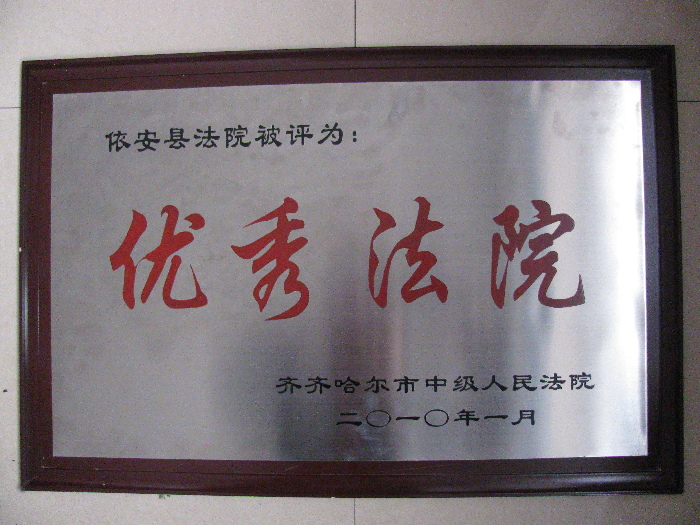 依安县法院被评为：
优秀法院
齐齐哈尔市中级人民法院
二〇一〇年一月